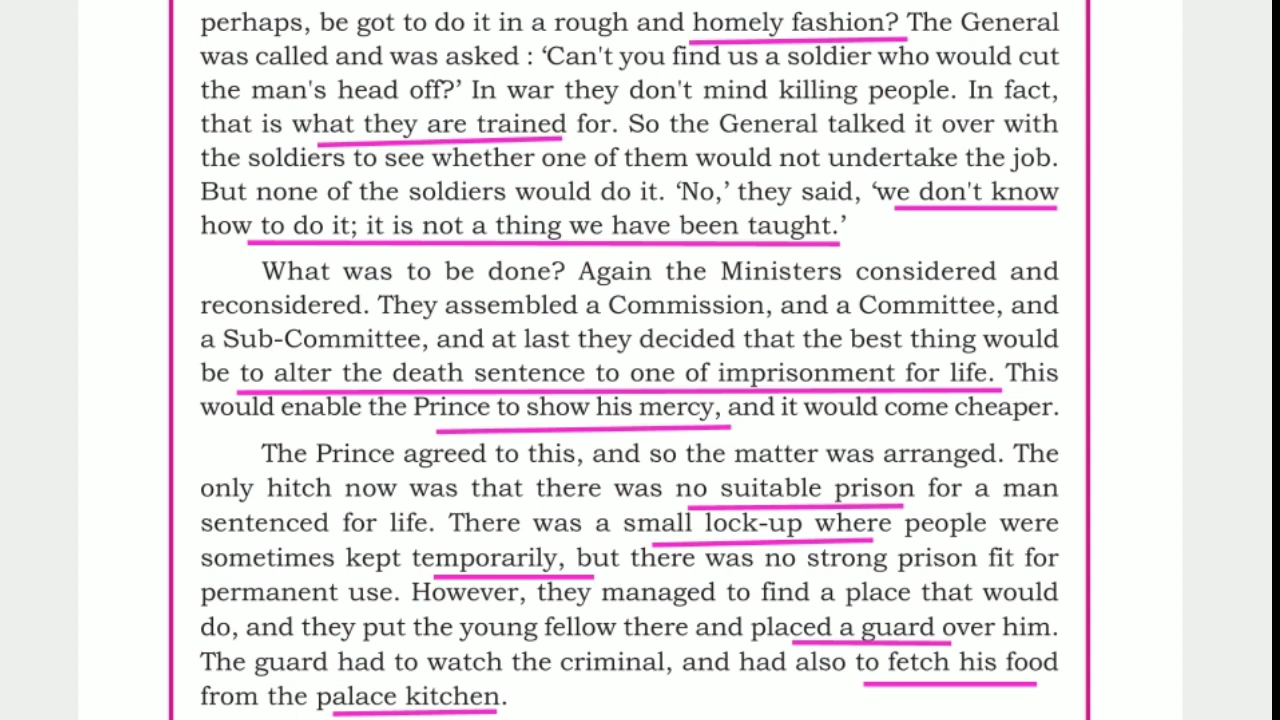 perhaps, be got to do it in a rough and homely fashion? The General
was called and was asked : ‘Can't you find us a soldier who would cut
the man's head off?’ In war they don't mind killing people. In fact,
that is what they are trained for. So the General talked it over with
the soldiers to see whether one of them would not undertake the job.
But none of the soldiers would do it. ‘No,’ they said, ‘we don't know
how to do it; it is not a thing we have been taught.’
What was to be done? Again the Ministers considered and
reconsidered. They assembled a Commission, and a Committee, and
a Sub-Committee, and at last they decided that the best thing would
be to alter the death sentence to one of imprisonment for life. This
would enable the Prince to show his mercy, and it would come cheaper.
The Prince agreed to this, and so the matter was arranged. The
only hitch now was that there was no suitable prison for a man
sentenced for life. There was a small lock-up where people were
sometimes kept temporarily, but there was no strong prison fit for
permanent use. However, they managed to find a place that would
do, and they put the young fellow there and placed a guard over him.
The guard had to watch the criminal, and had also to fetch his food
from the palace kitchen.